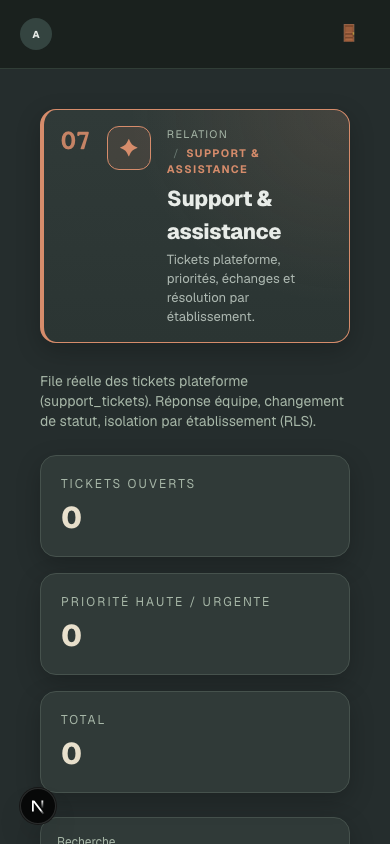 A
07
RELATION
/ SUPPORT &
ASSISTANCE
Support &
assistance
Tickets plateforme,
priorités, échanges et
résolution par
établissement.
File réelle des tickets plateforme
(support_tickets). Réponse équipe, changement
de statut, isolation par établissement (RLS).
TICKETS OUVERTS
0
PRIORITÉ HAUTE / URGENTE
0
TOTAL
0
N
Recherche